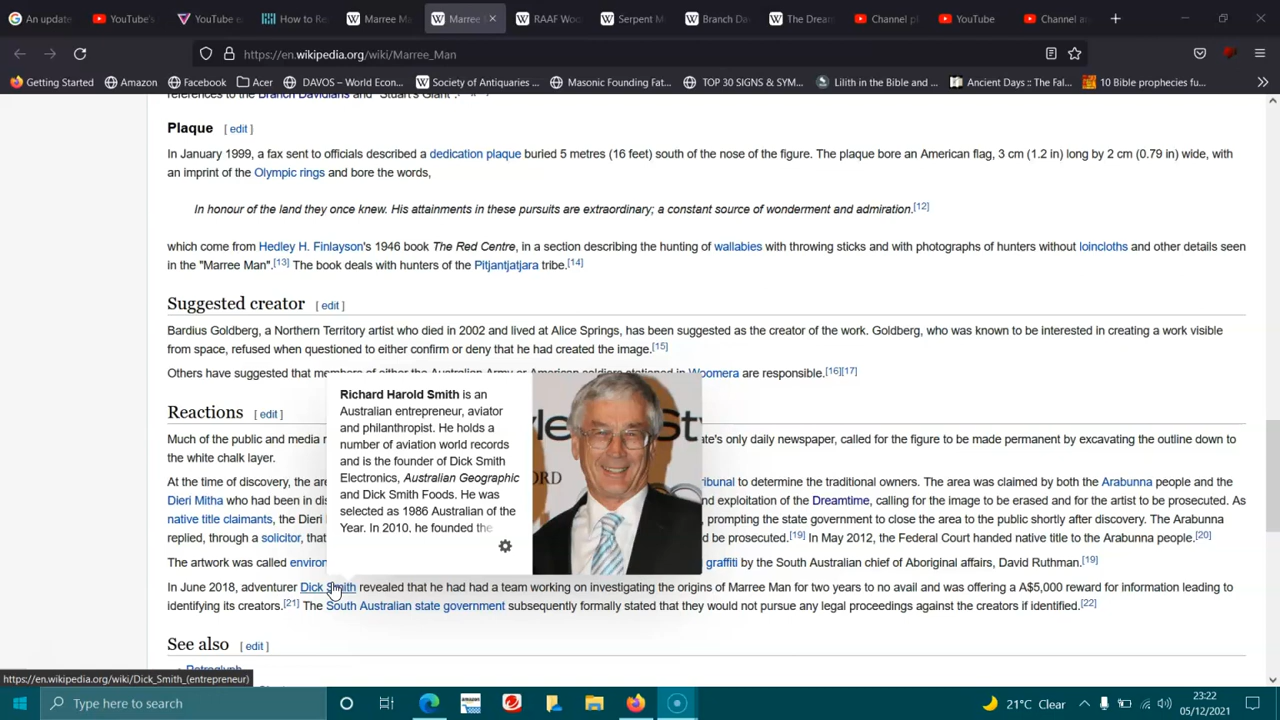 An update
YouTube's
YouTube e
How to Re
Marree Ma
Marree
RAAF Woo
Serpent M
Branch Da
The Drea
Channel p
YouTube
Channel a
https://en.wikipedia.org/wiki/Marree_Man
Getting Started Amazon Facebook Acer DAVOS – World Econ... Society of Antiquaries ... Masonic Founding Fat... TOP 30 SIGNS & SYM... Lilith in the Bible and ... Ancient Days :: The Fal... 10 Bible prophecies fu...
references to the Branch Davidians and "Stuart's Giant".
Plaque [ edit ]
In January 1999, a fax sent to officials described a dedication plaque buried 5 metres (16 feet) south of the nose of the figure. The plaque bore an American flag, 3 cm (1.2 in) long by 2 cm (0.79 in) wide, with
an imprint of the Olympic rings and bore the words,
In honour of the land they once knew. His attainments in these pursuits are extraordinary; a constant source of wonderment and admiration.[12]
which come from Hedley H. Finlayson's 1946 book The Red Centre, in a section describing the hunting of wallabies with throwing sticks and with photographs of hunters without loincloths and other details seen
in the "Marree Man".[13] The book deals with hunters of the Pitjantjatjara tribe.[14]
Suggested creator [ edit ]
Bardius Goldberg, a Northern Territory artist who died in 2002 and lived at Alice Springs, has been suggested as the creator of the work. Goldberg, who was known to be interested in creating a work visible
from space, refused when questioned to either confirm or deny that he had created the image.[15]
Others have suggested that members of either the Australian Army or American soldiers stationed in Woomera are responsible.[16][17]
Richard Harold Smith is an
Australian entrepreneur, aviator
and philanthropist. He holds a
number of aviation world records
and is the founder of Dick Smith
Electronics, Australian Geographic
and Dick Smith Foods. He was
selected as 1986 Australian of the
Year. In 2010, he founded the
Reactions [ edit ]
Much of the public and media r ate's only daily newspaper, called for the figure to be made permanent by excavating the outline down to
the white chalk layer.
At the time of discovery, the are ribunal to determine the traditional owners. The area was claimed by both the Arabunna people and the
Dieri Mitha who had been in dis and exploitation of the Dreamtime, calling for the image to be erased and for the artist to be prosecuted. As
native title claimants, the Dieri , prompting the state government to close the area to the public shortly after discovery. The Arabunna
replied, through a solicitor, that .[19] In May 2012, the Federal Court handed native title to the Arabunna people.[20]
The artwork was called environ graffiti by the South Australian chief of Aboriginal affairs, David Ruthman.[19]
In June 2018, adventurer Dick Smith revealed that he had had a team working on investigating the origins of Marree Man for two years to no avail and was offering a A$5,000 reward for information leading to
identifying its creators.[21] The South Australian state government subsequently formally stated that they would not pursue any legal proceedings against the creators if identified.[22]
See also [ edit ]
Petroglyph
https://en.wikipedia.org/wiki/Dick_Smith_(entrepreneur)
Type here to search
21°C Clear
23:22
05/12/2021